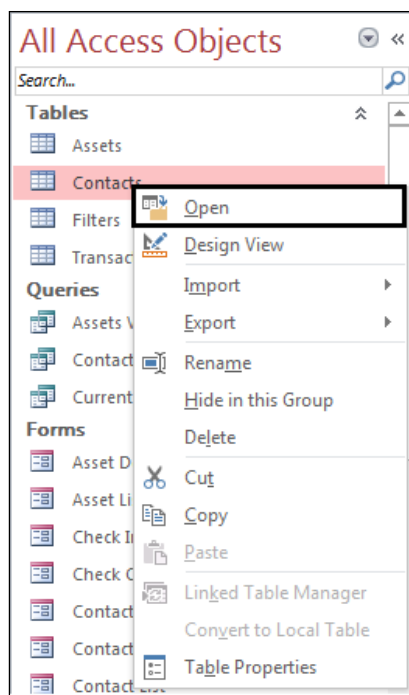 All Access Objects
Search...
Tables
Assets
Contacts
Filters
Transac
Queries
Assets V
Contact
Current
Forms
Asset D
Asset Li
Check I
Check C
Contact
Contact
Contact List
Open
Design View
Import
Export
Rename
Hide in this Group
Delete
Cut
Copy
Paste
Linked Table Manager
Convert to Local Table
Table Properties